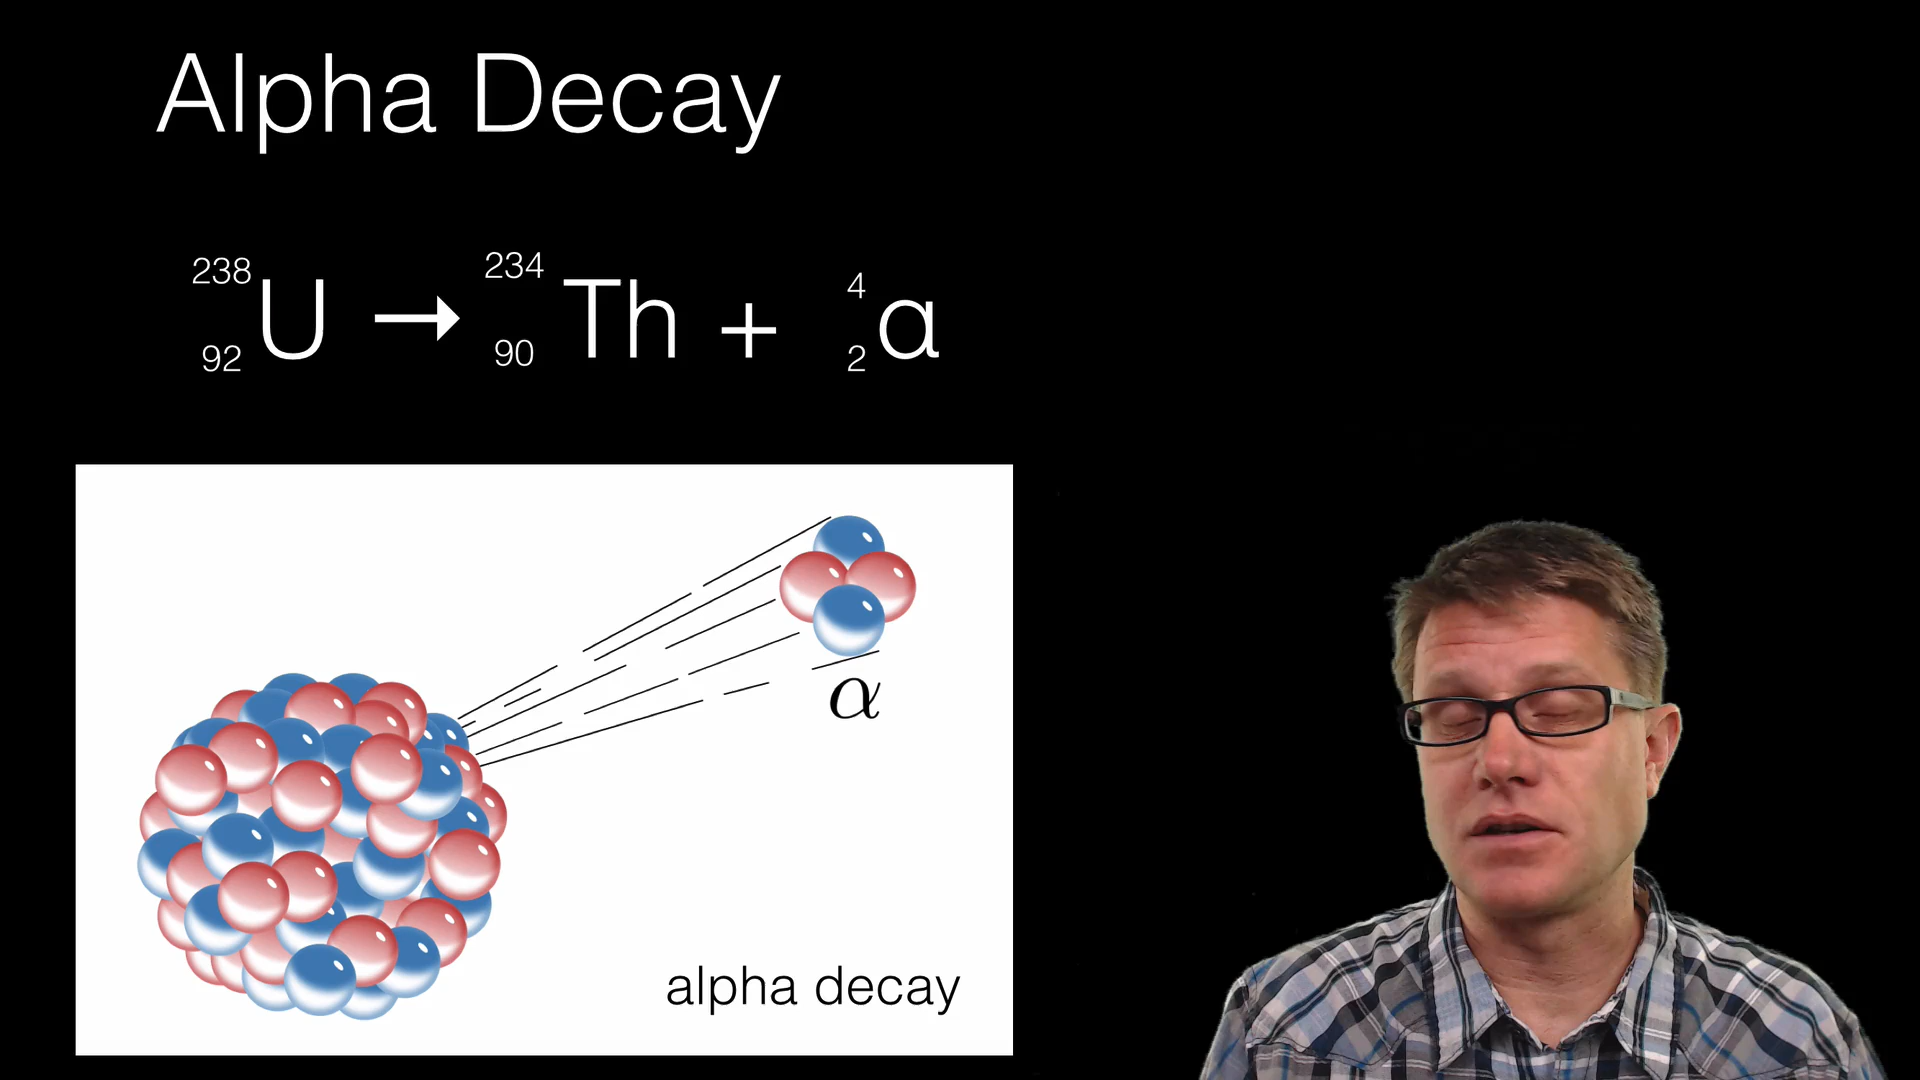 Alpha Decay
238 92 U → 234 90 Th + 4 2 α
α
alpha decay